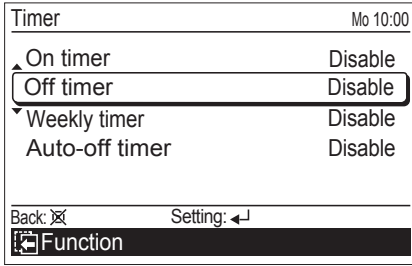 Timer Mo 10:00
On timer Disable
Off timer Disable
Weekly timer Disable
Auto-off timer Disable
Back: Setting:
Function